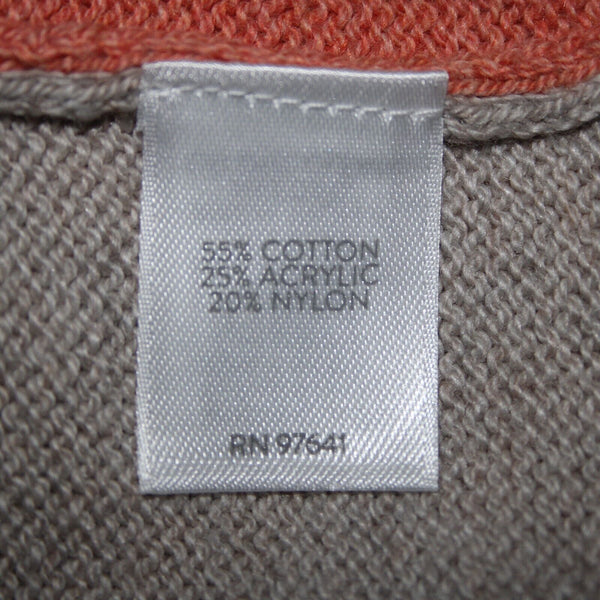 55% COTTON
25% ACRYLIC
20% NYLON
RN 97641